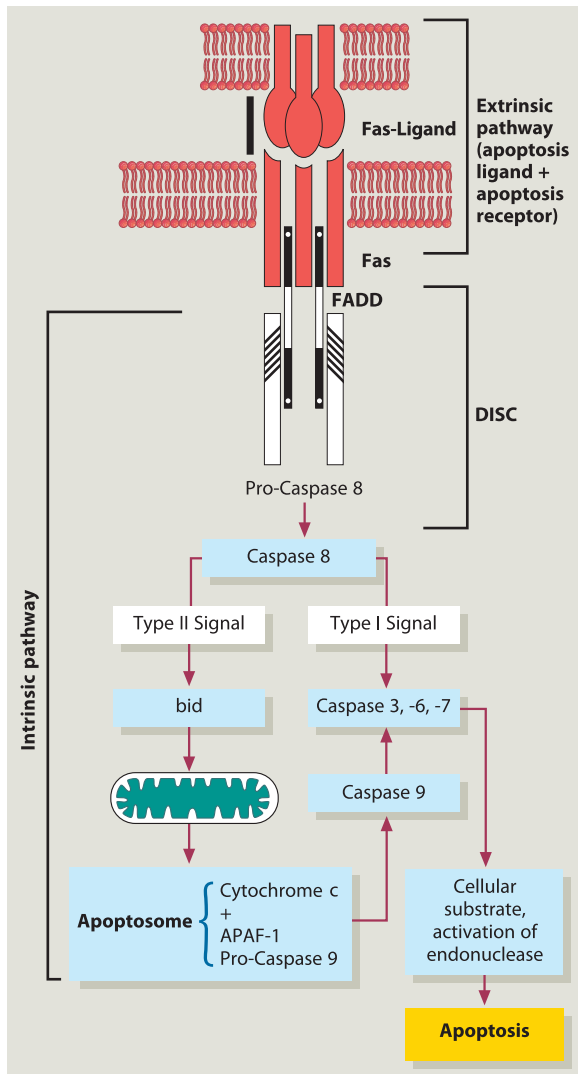 Fas-Ligand
Extrinsic
pathway
(apoptosis
ligand +
apoptosis
receptor)
Fas
FADD
DISC
Pro-Caspase 8
Caspase 8
Type II Signal
Type I Signal
Intrinsic pathway
bid
Caspase 3, -6, -7
Caspase 9
Apoptosome
Cytochrome c
+
APAF-1
Pro-Caspase 9
Cellular
substrate,
activation of
endonuclease
Apoptosis